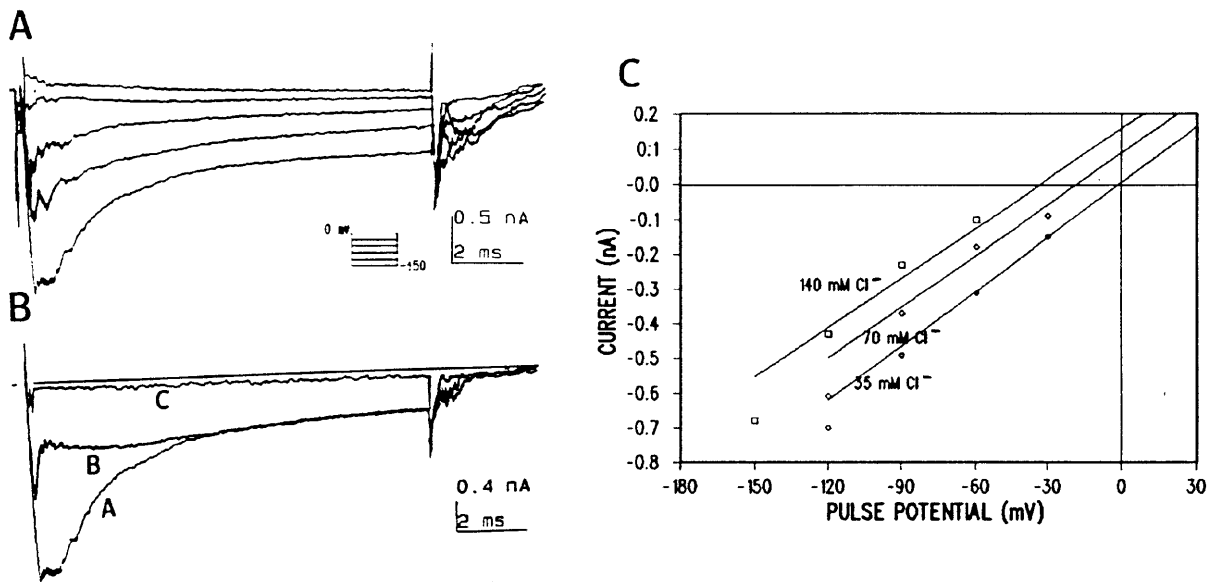 A
0 mV
-150
0.5 nA
2 ms
B
C
B
A
0.4 nA
2 ms
C
CURRENT (nA)
0.2
0.1
-0.0
-0.1
-0.2
-0.3
-0.4
-0.5
-0.6
-0.7
-0.8
140 mM Cl⁻
70 mM Cl⁻
35 mM Cl⁻
-180 -150 -120 -90 -60 -30 0 30
PULSE POTENTIAL (mV)